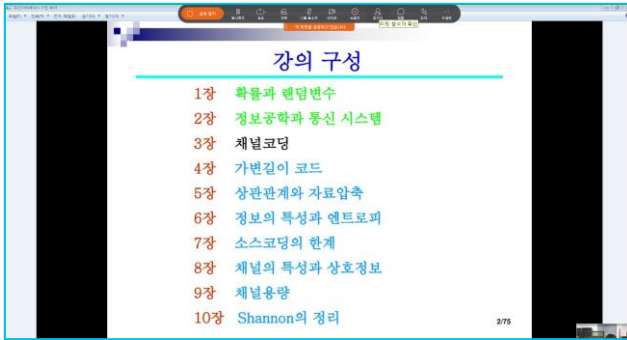 강의 구성
1장 확률과 랜덤변수
2장 정보공학과 통신 시스템
3장 채널코딩
4장 가변길이 코드
5장 상관관계와 자료압축
6장 정보의 특성과 엔트로피
7장 소스코딩의 한계
8장 채널의 특성과 상호정보
9장 채널용량
10장 Shannon의 정리
2/75